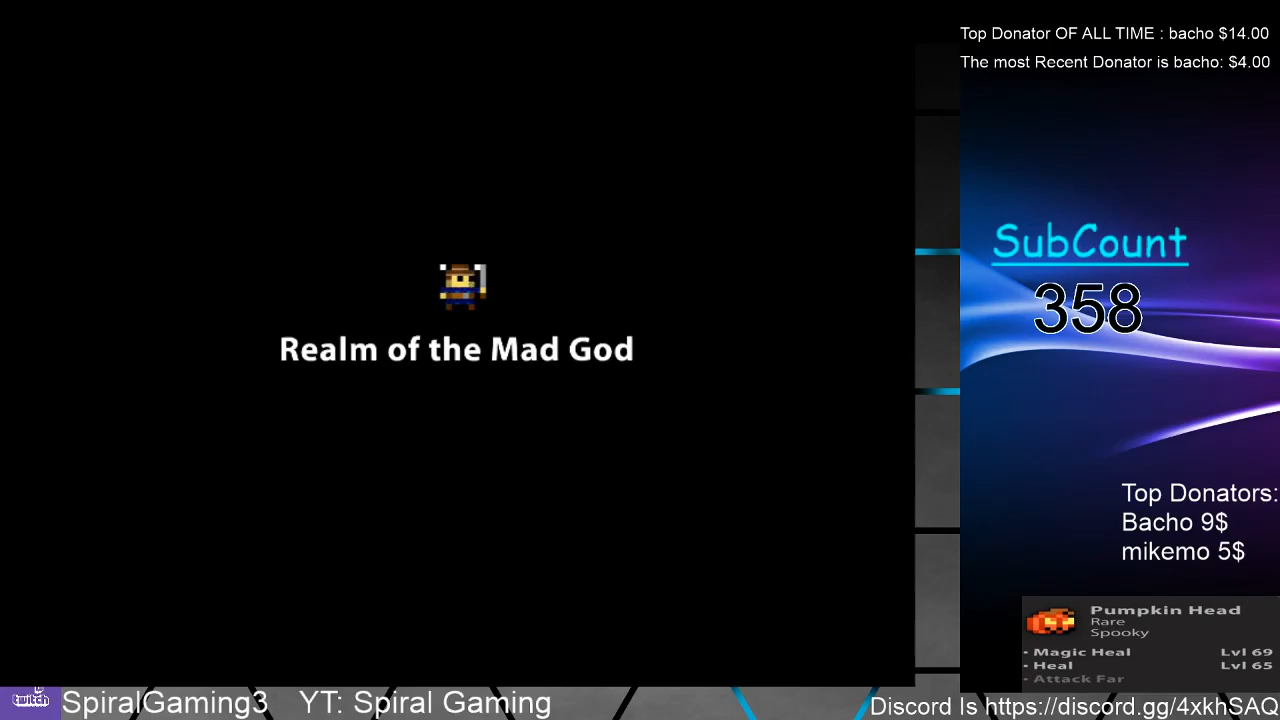 Top Donator OF ALL TIME : bacho $14.00
The most Recent Donator is bacho: $4.00
SubCount
358
Realm of the Mad God
Top Donators:
Bacho 9$
mikemo 5$
Pumpkin Head
Rare
Spooky
· Magic Heal Lvl 69
· Heal Lvl 65
· Attack Far
twitch SpiralGaming3 YT: Spiral Gaming
Discord Is https://discord.gg/4xkhSAQ